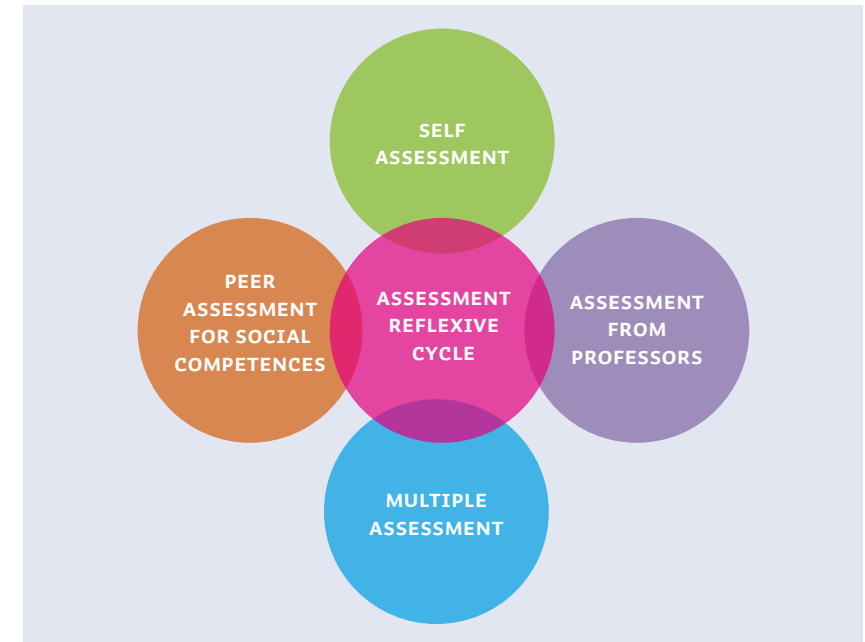 SELF
ASSESSMENT
PEER
ASSESSMENT
FOR SOCIAL
COMPETENCES
ASSESSMENT
REFLEXIVE
CYCLE
ASSESSMENT
FROM
PROFESSORS
MULTIPLE
ASSESSMENT